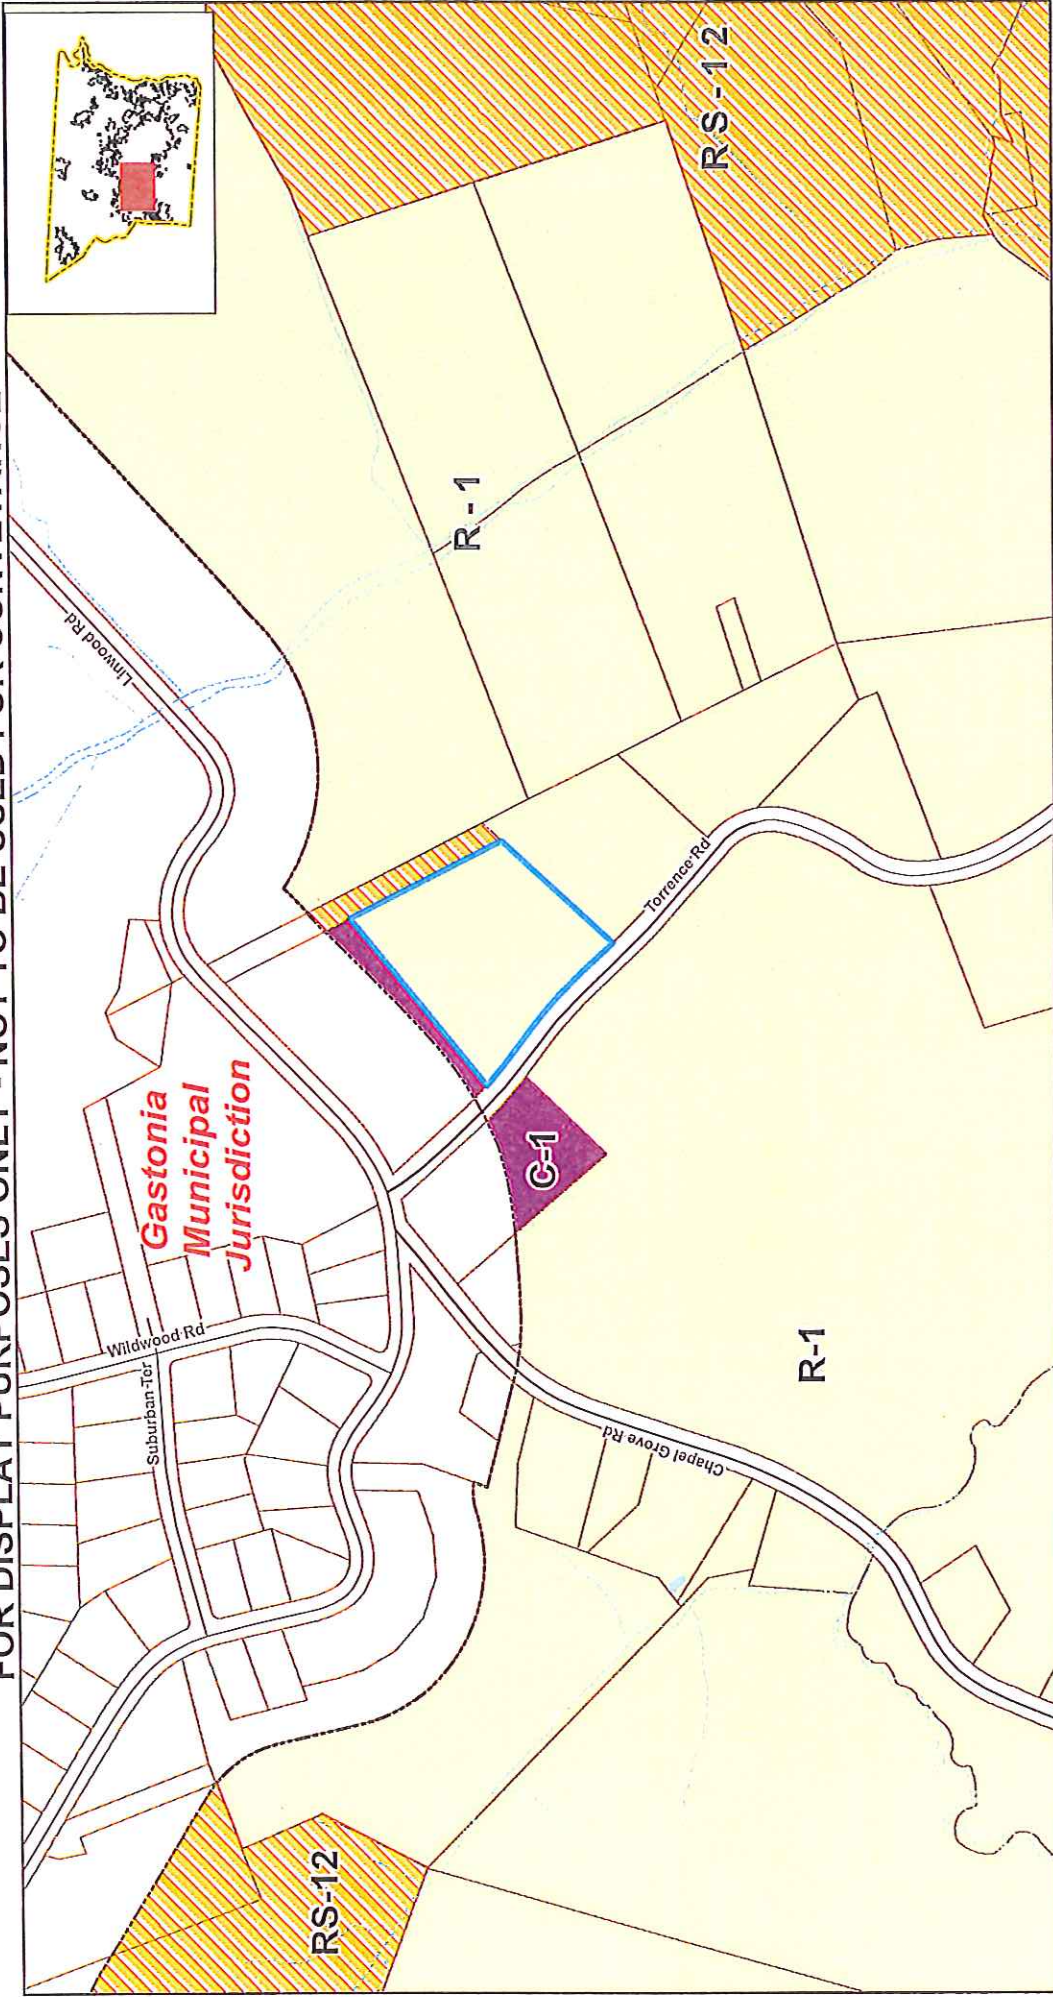 FOR DISPLAY PURPOSES ONLY - NOT TO BE USED FOR CONVEYANCE
Linwood Rd
RS-12
R-1
Gastonia
Municipal
Jurisdiction
Torrence Rd
C-1
Wildwood Rd
Suburban Ter
Chapel Grove Rd
R-1
RS-12